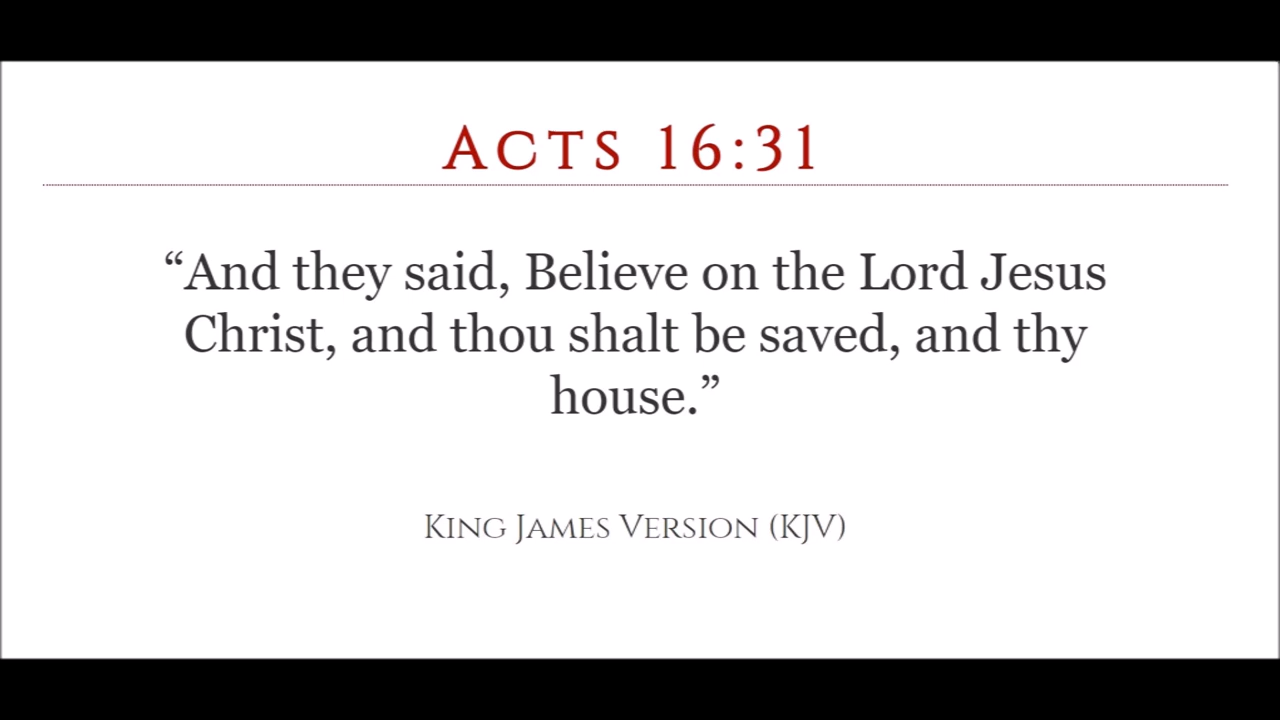 Acts 16:31
“And they said, Believe on the Lord Jesus
Christ, and thou shalt be saved, and thy
house.”
King James Version (KJV)